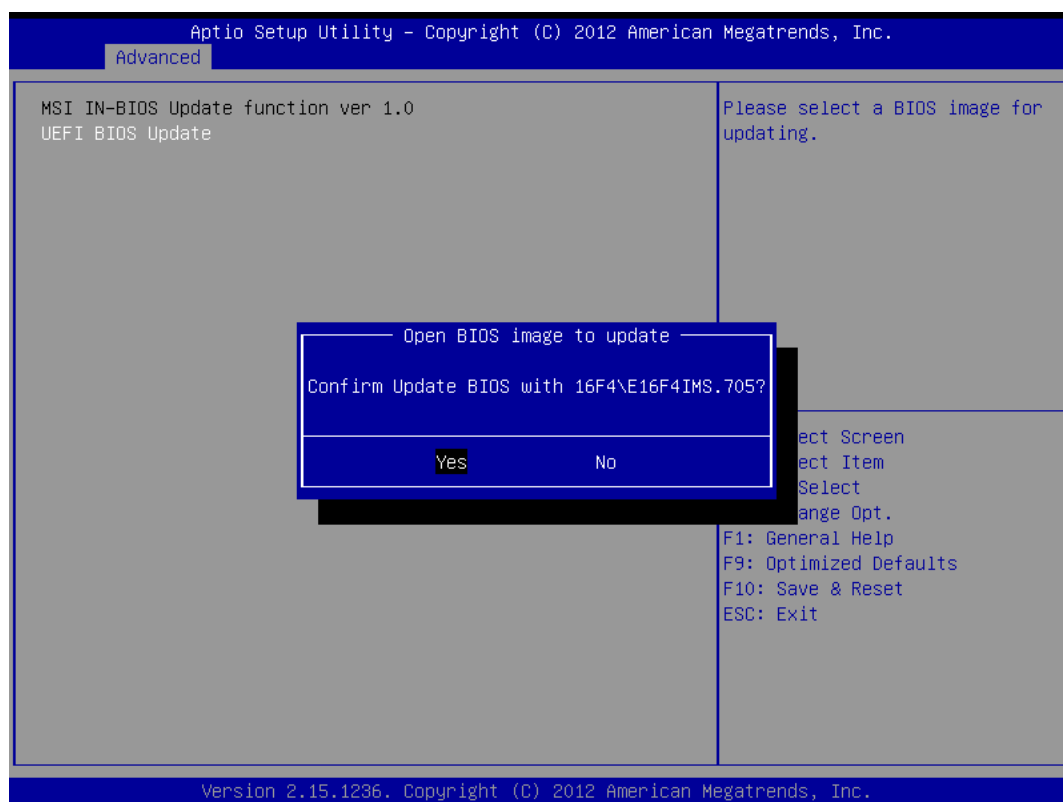 Aptio Setup Utility – Copyright (C) 2012 American Megatrends, Inc.
Advanced
MSI IN-BIOS Update function ver 1.0
UEFI BIOS Update
Please select a BIOS image for
updating.
Open BIOS image to update
Confirm Update BIOS with 16F4\E16F4IMS.705?
Yes No
ect Screen
ect Item
Select
ange Opt.
F1: General Help
F9: Optimized Defaults
F10: Save & Reset
ESC: Exit
Version 2.15.1236. Copyright (C) 2012 American Megatrends, Inc.